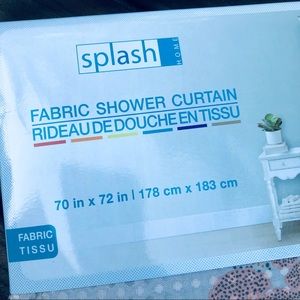 splash
HOME
FABRIC SHOWER CURTAIN
RIDEAU DE DOUCHE EN TISSU
70 in x 72 in | 178 cm x 183 cm
FABRIC
TISSU